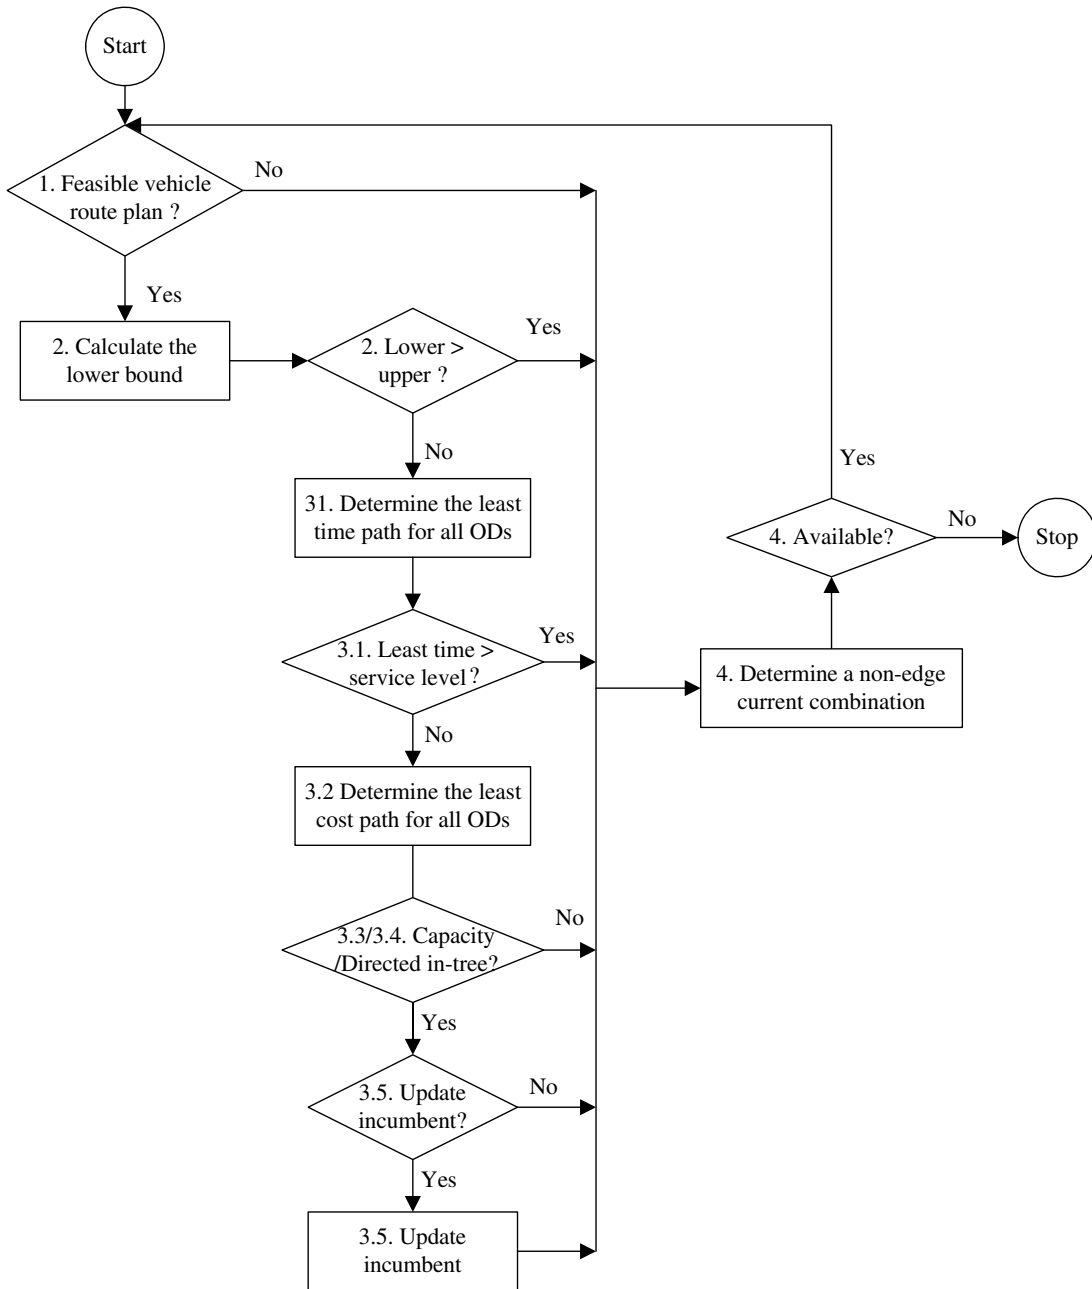 Start
No
1. Feasible vehicle
route plan ?
Yes
2. Calculate the
lower bound
2. Lower >
upper ?
Yes
No
31. Determine the least
time path for all ODs
3.1. Least time >
service level ?
Yes
No
3.2 Determine the least
cost path for all ODs
3.3/3.4. Capacity
/Directed in-tree?
No
Yes
3.5. Update
incumbent?
No
Yes
3.5. Update
incumbent
4. Determine a non-edge
current combination
4. Available?
Yes
No
Stop